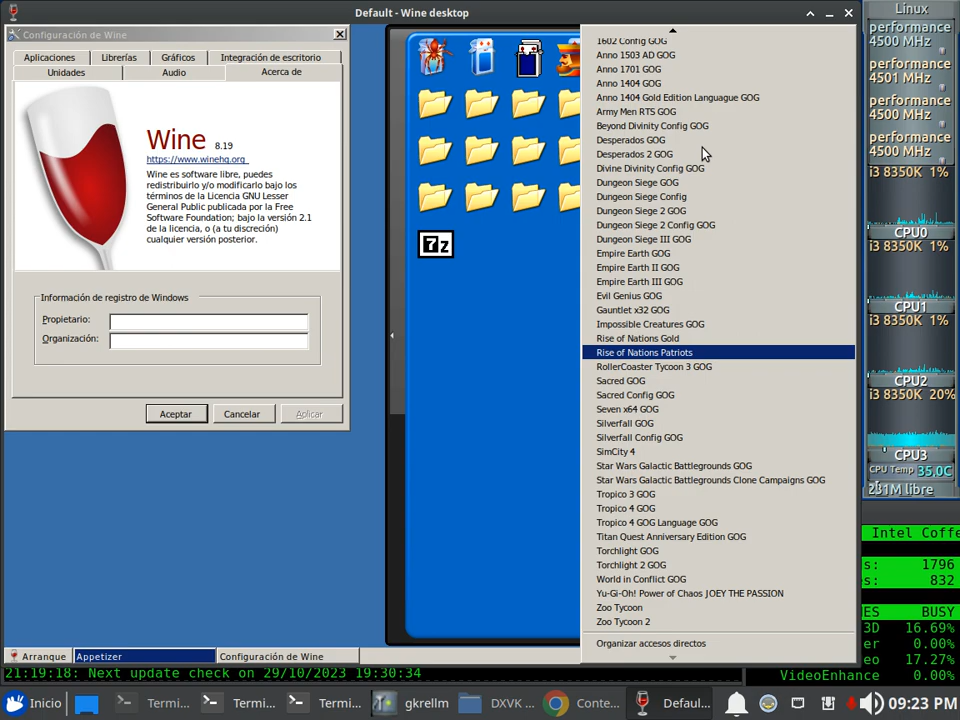 Default - Wine desktop
Configuración de Wine
Aplicaciones
Librerías
Gráficos
Integración de escritorio
Unidades
Audio
Acerca de
Wine 8.19
https://www.winehq.org
Wine es software libre, puedes
redistribuirlo y/o modificarlo bajo los
términos de la Licencia GNU Lesser
General Public publicada por la Free
Software Foundation; bajo la versión 2.1
de la licencia, o (a tu discreción)
cualquier versión posterior.
Información de registro de Windows
Propietario:
Organización:
Aceptar
Cancelar
Aplicar
7z
1602 Config GOG
Anno 1503 AD GOG
Anno 1701 GOG
Anno 1404 GOG
Anno 1404 Gold Edition Languague GOG
Army Men RTS GOG
Beyond Divinity Config GOG
Desperados GOG
Desperados 2 GOG
Divine Divinity Config GOG
Dungeon Siege GOG
Dungeon Siege Config
Dungeon Siege 2 GOG
Dungeon Siege 2 Config GOG
Dungeon Siege III GOG
Empire Earth GOG
Empire Earth II GOG
Empire Earth III GOG
Evil Genius GOG
Gauntlet x32 GOG
Impossible Creatures GOG
Rise of Nations Gold
Rise of Nations Patriots
RollerCoaster Tycoon 3 GOG
Sacred GOG
Sacred Config GOG
Seven x64 GOG
Silverfall GOG
Silverfall Config GOG
SimCity 4
Star Wars Galactic Battlegrounds GOG
Star Wars Galactic Battlegrounds Clone Campaigns GOG
Tropico 3 GOG
Tropico 4 GOG
Tropico 4 GOG Language GOG
Titan Quest Anniversary Edition GOG
Torchlight GOG
Torchlight 2 GOG
World in Conflict GOG
Yu-Gi-Oh! Power of Chaos JOEY THE PASSION
Zoo Tycoon
Zoo Tycoon 2
Organizar accesos directos
Linux
performance
4500 MHz
performance
4501 MHz
performance
4500 MHz
performance
4500 MHz
i3 8350K 1%
CPU0
i3 8350K 1%
CPU1
i3 8350K 1%
CPU2
i3 8350K 20%
CPU3
CPU Temp 35.0C
231M libre
Intel Coffe
s: 1796
s: 832
ES BUSY
3D 16.69%
er 0.00%
eo 17.27%
VideoEnhance 0.00%
Arranque
Appetizer
Configuración de Wine
21:19:18: Next update check on 29/10/2023 19:30:34
Inicio
Termi...
Termi...
Termi...
gkrellm
DXVK ...
Conte...
Defau...
09:23 PM